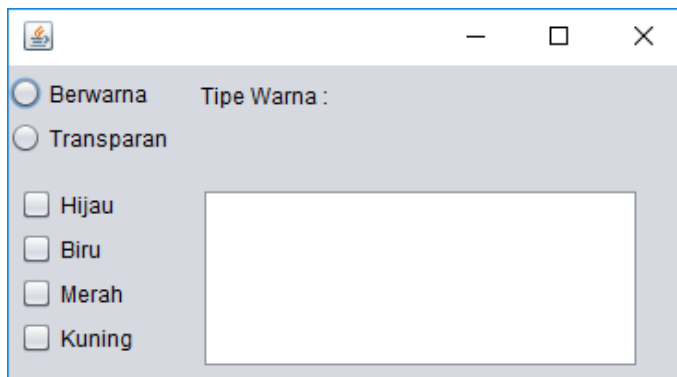 Berwarna
Tipe Warna :
Transparan
Hijau
Biru
Merah
Kuning